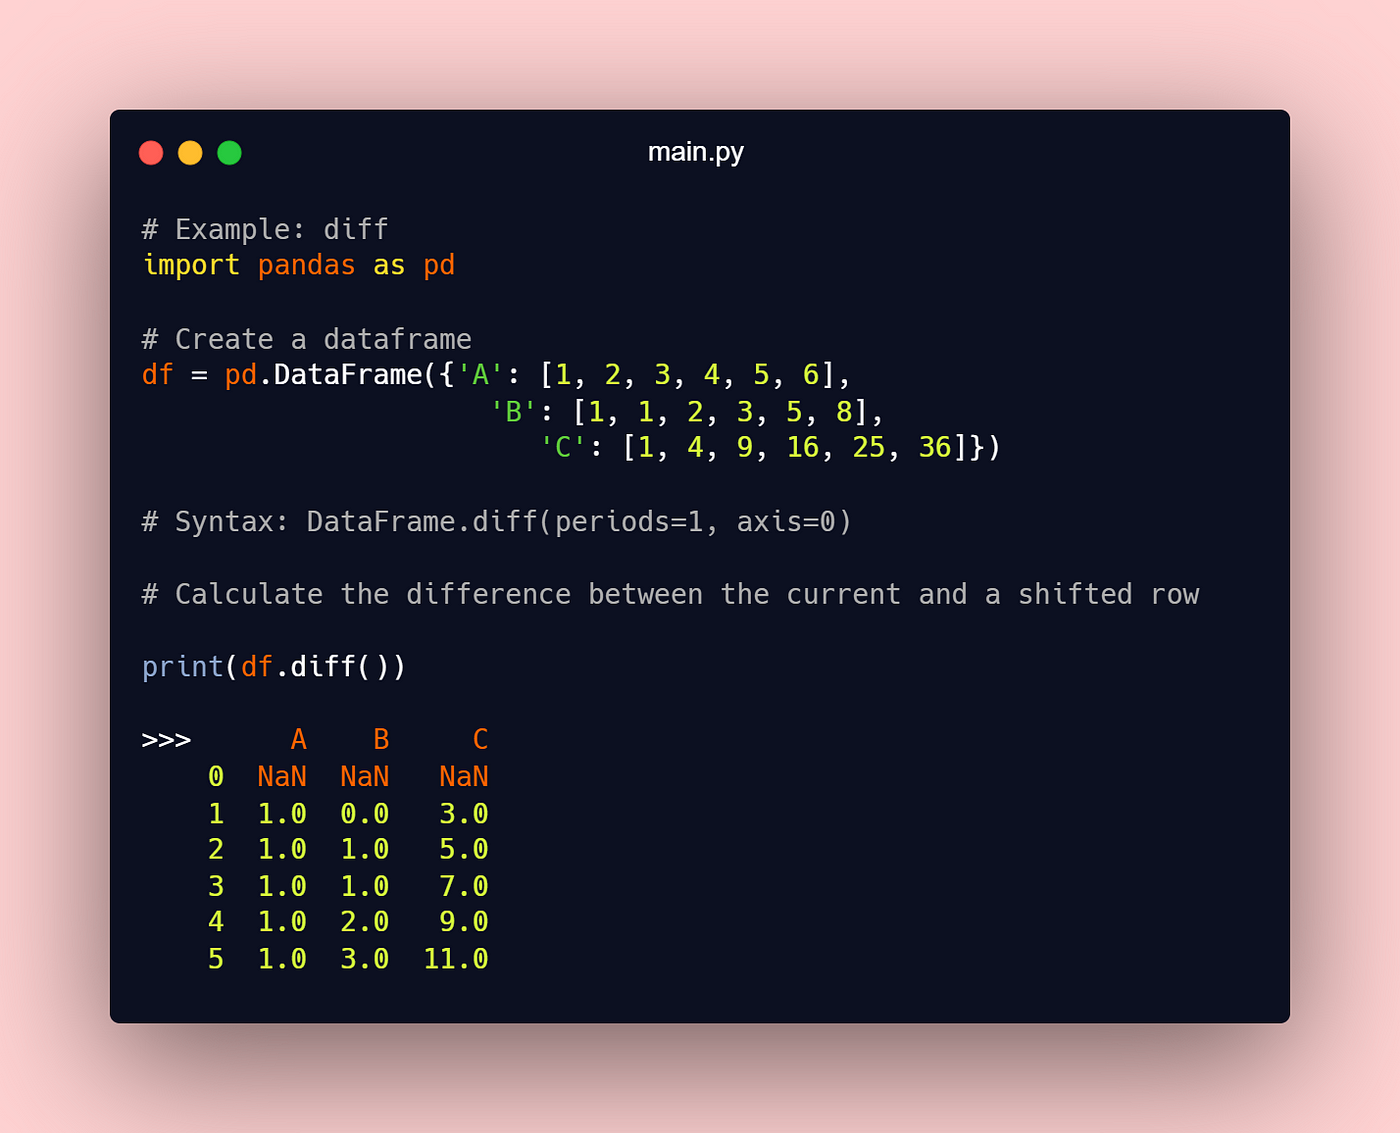 main.py
# Example: diff
import pandas as pd
# Create a dataframe
df = pd.DataFrame({'A': [1, 2, 3, 4, 5, 6],
                     'B': [1, 1, 2, 3, 5, 8],
                        'C': [1, 4, 9, 16, 25, 36]})
# Syntax: DataFrame.diff(periods=1, axis=0)
# Calculate the difference between the current and a shifted row
print(df.diff())
>>>      A    B     C
    0  NaN  NaN   NaN
    1  1.0  0.0   3.0
    2  1.0  1.0   5.0
    3  1.0  1.0   7.0
    4  1.0  2.0   9.0
    5  1.0  3.0  11.0